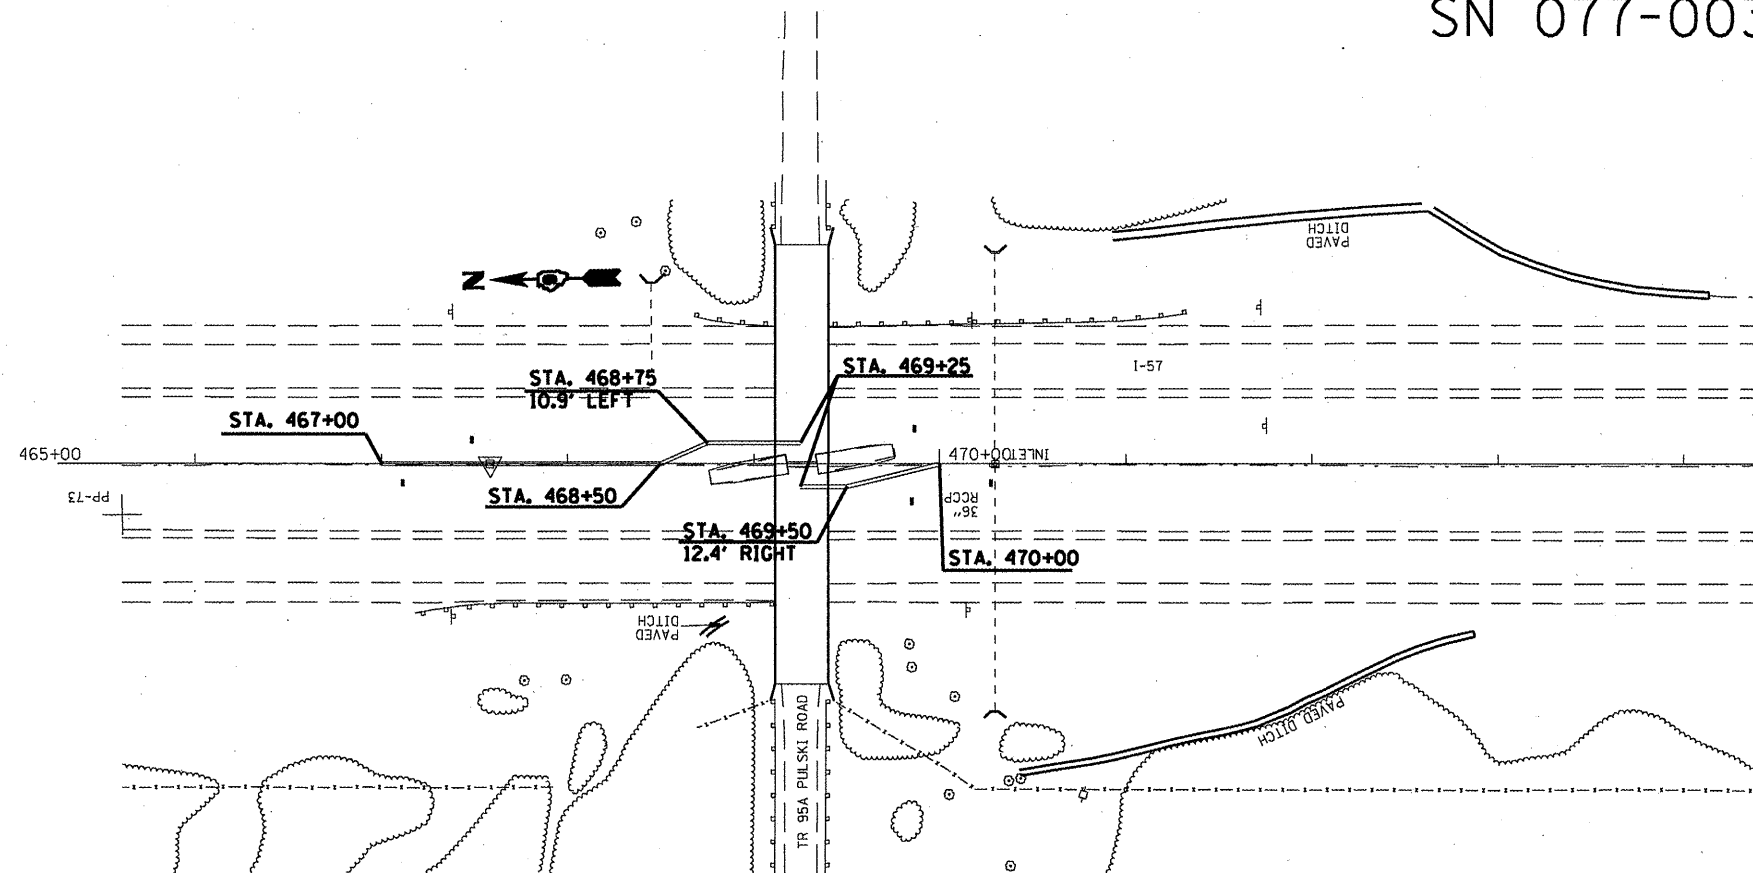 SN 077-003
PAVED
DITCH
N
STA. 469+25
I-57
STA. 468+75
10.9' LEFT
STA. 467+00
465+00
470+00
INLET
STA. 468+50
PP-73
36"
RCCP
STA. 469+50
12.4' RIGHT
STA. 470+00
PAVED
DITCH
TR 95A PULSKI ROAD
PAVED DITCH